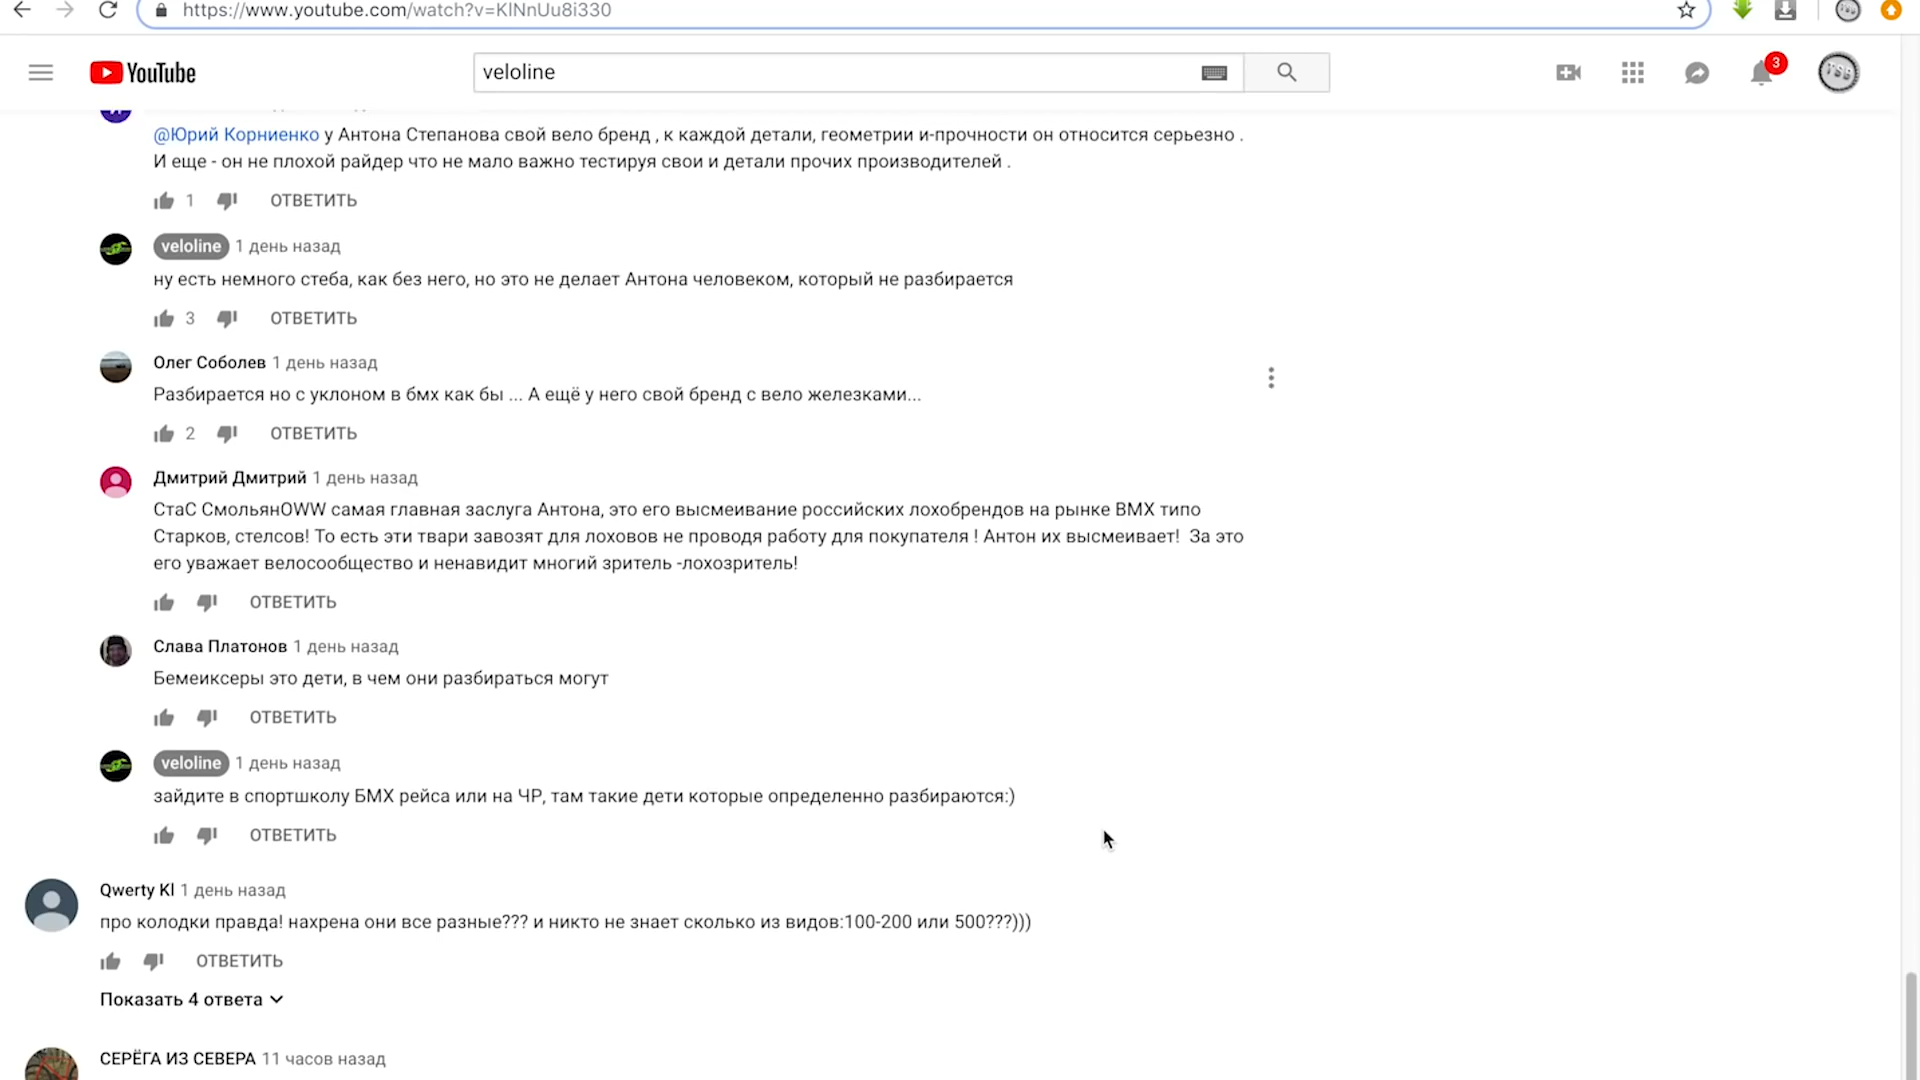 https://www.youtube.com/watch?v=KlNnUu8i330
YouTube
veloline
3
@Юрий Корниенко у Антона Степанова свой вело бренд , к каждой детали, геометрии и-прочности он относится серьезно .
И еще - он не плохой райдер что не мало важно тестируя свои и детали прочих производителей .
1 ОТВЕТИТЬ
veloline 1 день назад
ну есть немного стеба, как без него, но это не делает Антона человеком, который не разбирается
3 ОТВЕТИТЬ
Олег Соболев 1 день назад
Разбирается но с уклоном в бмх как бы ... А ещё у него свой бренд с вело железками...
2 ОТВЕТИТЬ
Дмитрий Дмитрий 1 день назад
СтаС СмольянOWW самая главная заслуга Антона, это его высмеивание российских лохобрендов на рынке BMX типо
Старков, стелсов! То есть эти твари завозят для лоховов не проводя работу для покупателя ! Антон их высмеивает! За это
его уважает велосообщество и ненавидит многий зритель -лохозритель!
ОТВЕТИТЬ
Слава Платонов 1 день назад
Бемеиксеры это дети, в чем они разбираться могут
ОТВЕТИТЬ
veloline 1 день назад
зайдите в спортшколу БМХ рейса или на ЧР, там такие дети которые определенно разбираются:)
ОТВЕТИТЬ
Qwerty Kl 1 день назад
про колодки правда! нахрена они все разные??? и никто не знает сколько из видов:100-200 или 500???)))
ОТВЕТИТЬ
Показать 4 ответа
СЕРЁГА ИЗ СЕВЕРА 11 часов назад